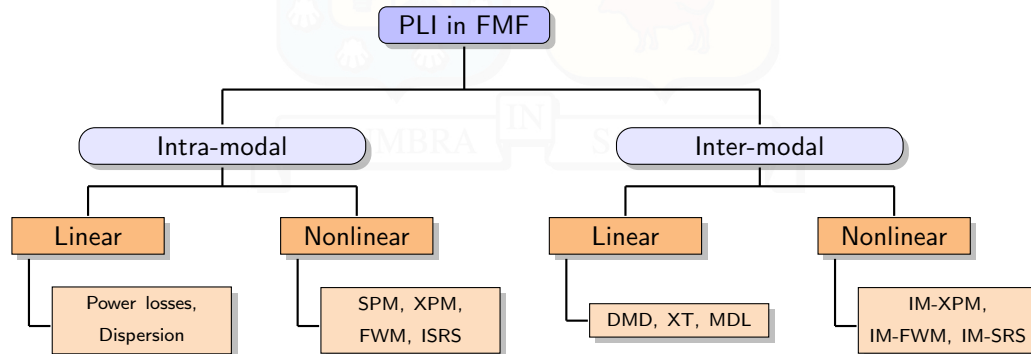 PLI in FMF
IN
Intra-modal
Inter-modal
Linear
Nonlinear
Linear
Nonlinear
Power losses,
Dispersion
SPM, XPM,
FWM, ISRS
DMD, XT, MDL
IM-XPM,
IM-FWM, IM-SRS